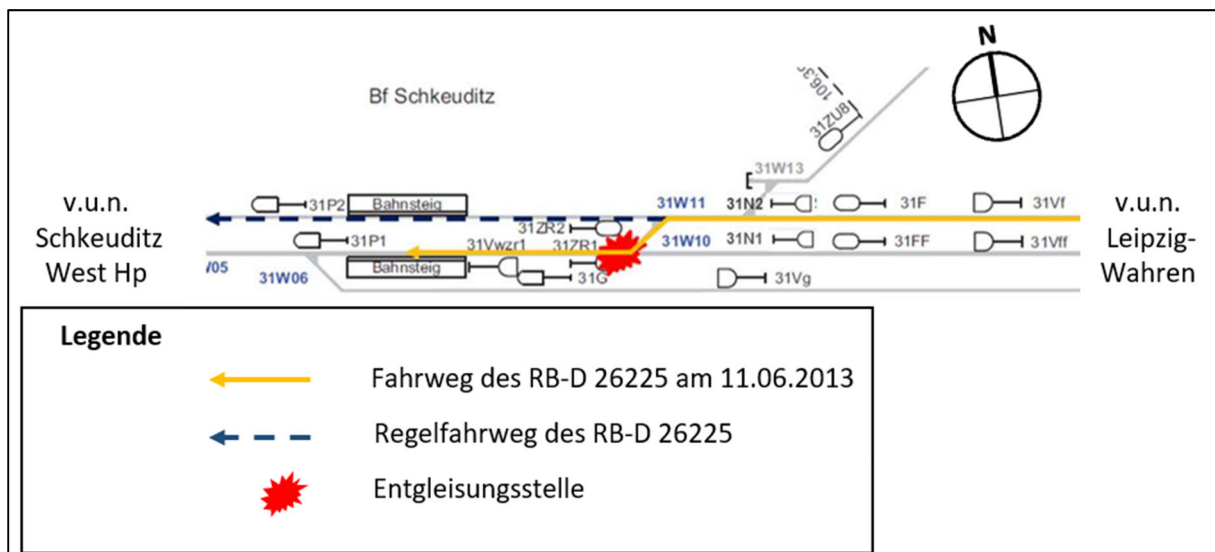 N
Bf Schkeuditz
106,30
31ZU8
31W13
v.u.n.
Schkeuditz
West Hp
31P2
Bahnsteig
31W11
31N2
31F
31Vf
v.u.n.
Leipzig-
Wahren
31ZR2
31P1
31Vwzr1
31ZR1
31W10
31N1
31FF
31Vff
W05
31W06
Bahnsteig
31G
31Vg
Legende
Fahrweg des RB-D 26225 am 11.06.2013
Regelfahrweg des RB-D 26225
Entgleisungsstelle